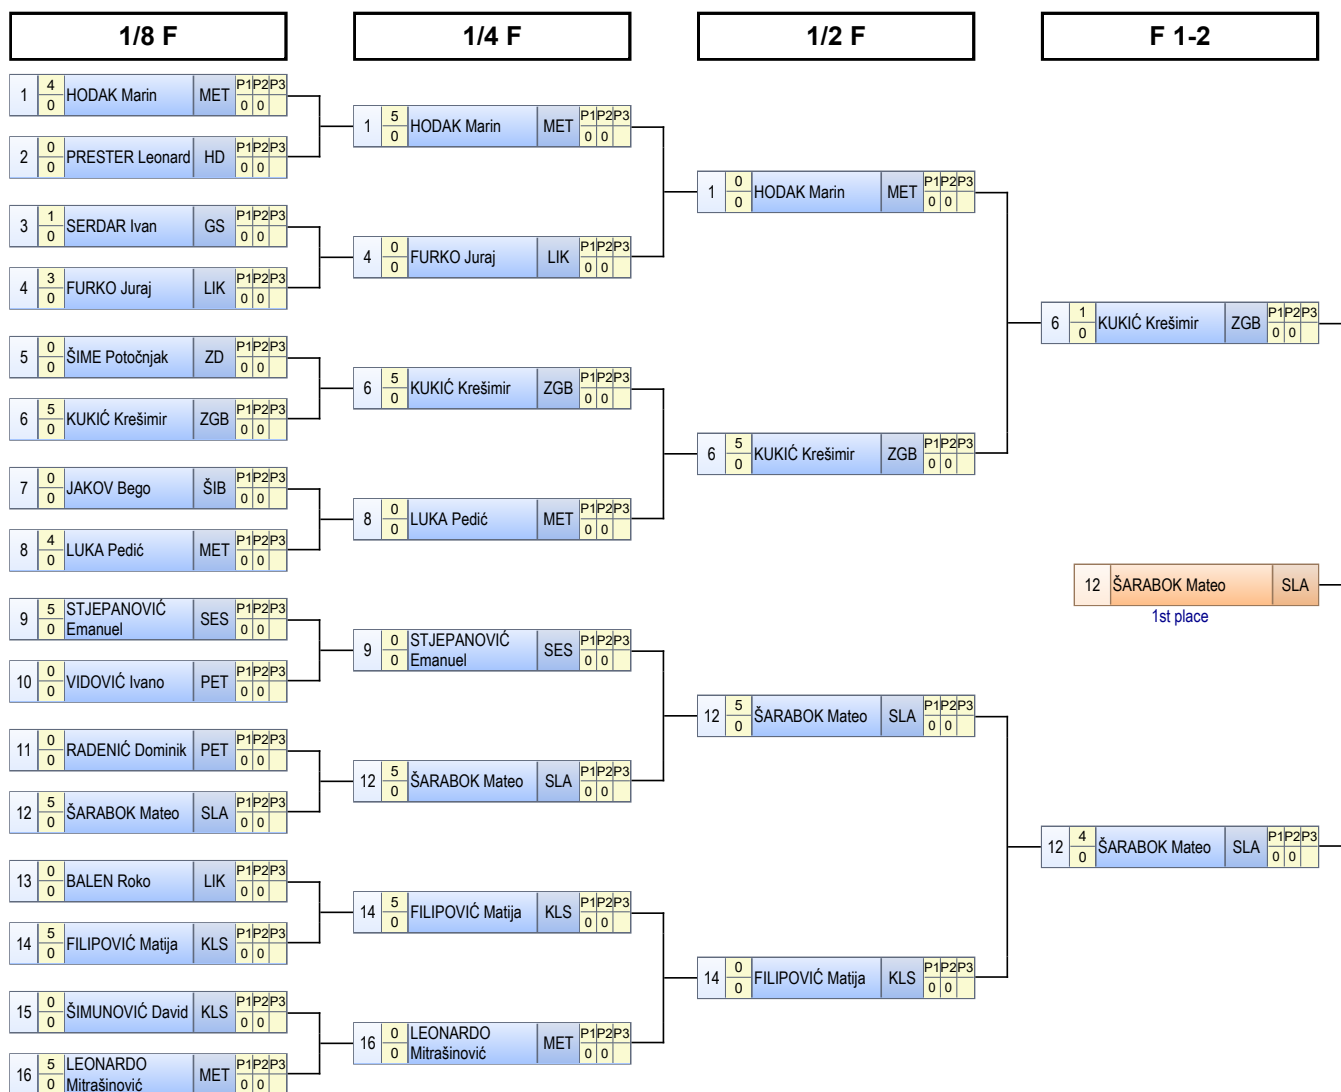 1/8 F
1/4 F
1/2 F
F 1-2
1 4 HODAK Marin MET P1 P2 P3
0 0 0
2 0 PRESTER Leonard HD P1 P2 P3
0 0 0
3 1 SERDAR Ivan GS P1 P2 P3
0 0 0
4 3 FURKO Juraj LIK P1 P2 P3
0 0 0
5 0 ŠIME Potočnjak ZD P1 P2 P3
0 0 0
6 5 KUKIĆ Krešimir ZGB P1 P2 P3
0 0 0
7 0 JAKOV Bego ŠIB P1 P2 P3
0 0 0
8 4 LUKA Pedić MET P1 P2 P3
0 0 0
9 5 STJEPANOVIĆ SES P1 P2 P3
0 Emanuel 0 0
10 0 VIDOVIĆ Ivano PET P1 P2 P3
0 0 0
11 0 RADENIĆ Dominik PET P1 P2 P3
0 0 0
12 5 ŠARABOK Mateo SLA P1 P2 P3
0 0 0
13 0 BALEN Roko LIK P1 P2 P3
0 0 0
14 5 FILIPOVIĆ Matija KLS P1 P2 P3
0 0 0
15 0 ŠIMUNOVIĆ David KLS P1 P2 P3
0 0 0
16 5 LEONARDO MET P1 P2 P3
0 Mitrašinović 0 0
1 5 HODAK Marin MET P1 P2 P3
0 0 0
4 0 FURKO Juraj LIK P1 P2 P3
0 0 0
6 5 KUKIĆ Krešimir ZGB P1 P2 P3
0 0 0
8 0 LUKA Pedić MET P1 P2 P3
0 0 0
9 0 STJEPANOVIĆ SES P1 P2 P3
0 Emanuel 0 0
12 5 ŠARABOK Mateo SLA P1 P2 P3
0 0 0
14 5 FILIPOVIĆ Matija KLS P1 P2 P3
0 0 0
16 0 LEONARDO MET P1 P2 P3
0 Mitrašinović 0 0
1 0 HODAK Marin MET P1 P2 P3
0 0 0
6 5 KUKIĆ Krešimir ZGB P1 P2 P3
0 0 0
12 5 ŠARABOK Mateo SLA P1 P2 P3
0 0 0
14 0 FILIPOVIĆ Matija KLS P1 P2 P3
0 0 0
6 1 KUKIĆ Krešimir ZGB P1 P2 P3
0 0 0
12 ŠARABOK Mateo SLA
1st place
12 4 ŠARABOK Mateo SLA P1 P2 P3
0 0 0